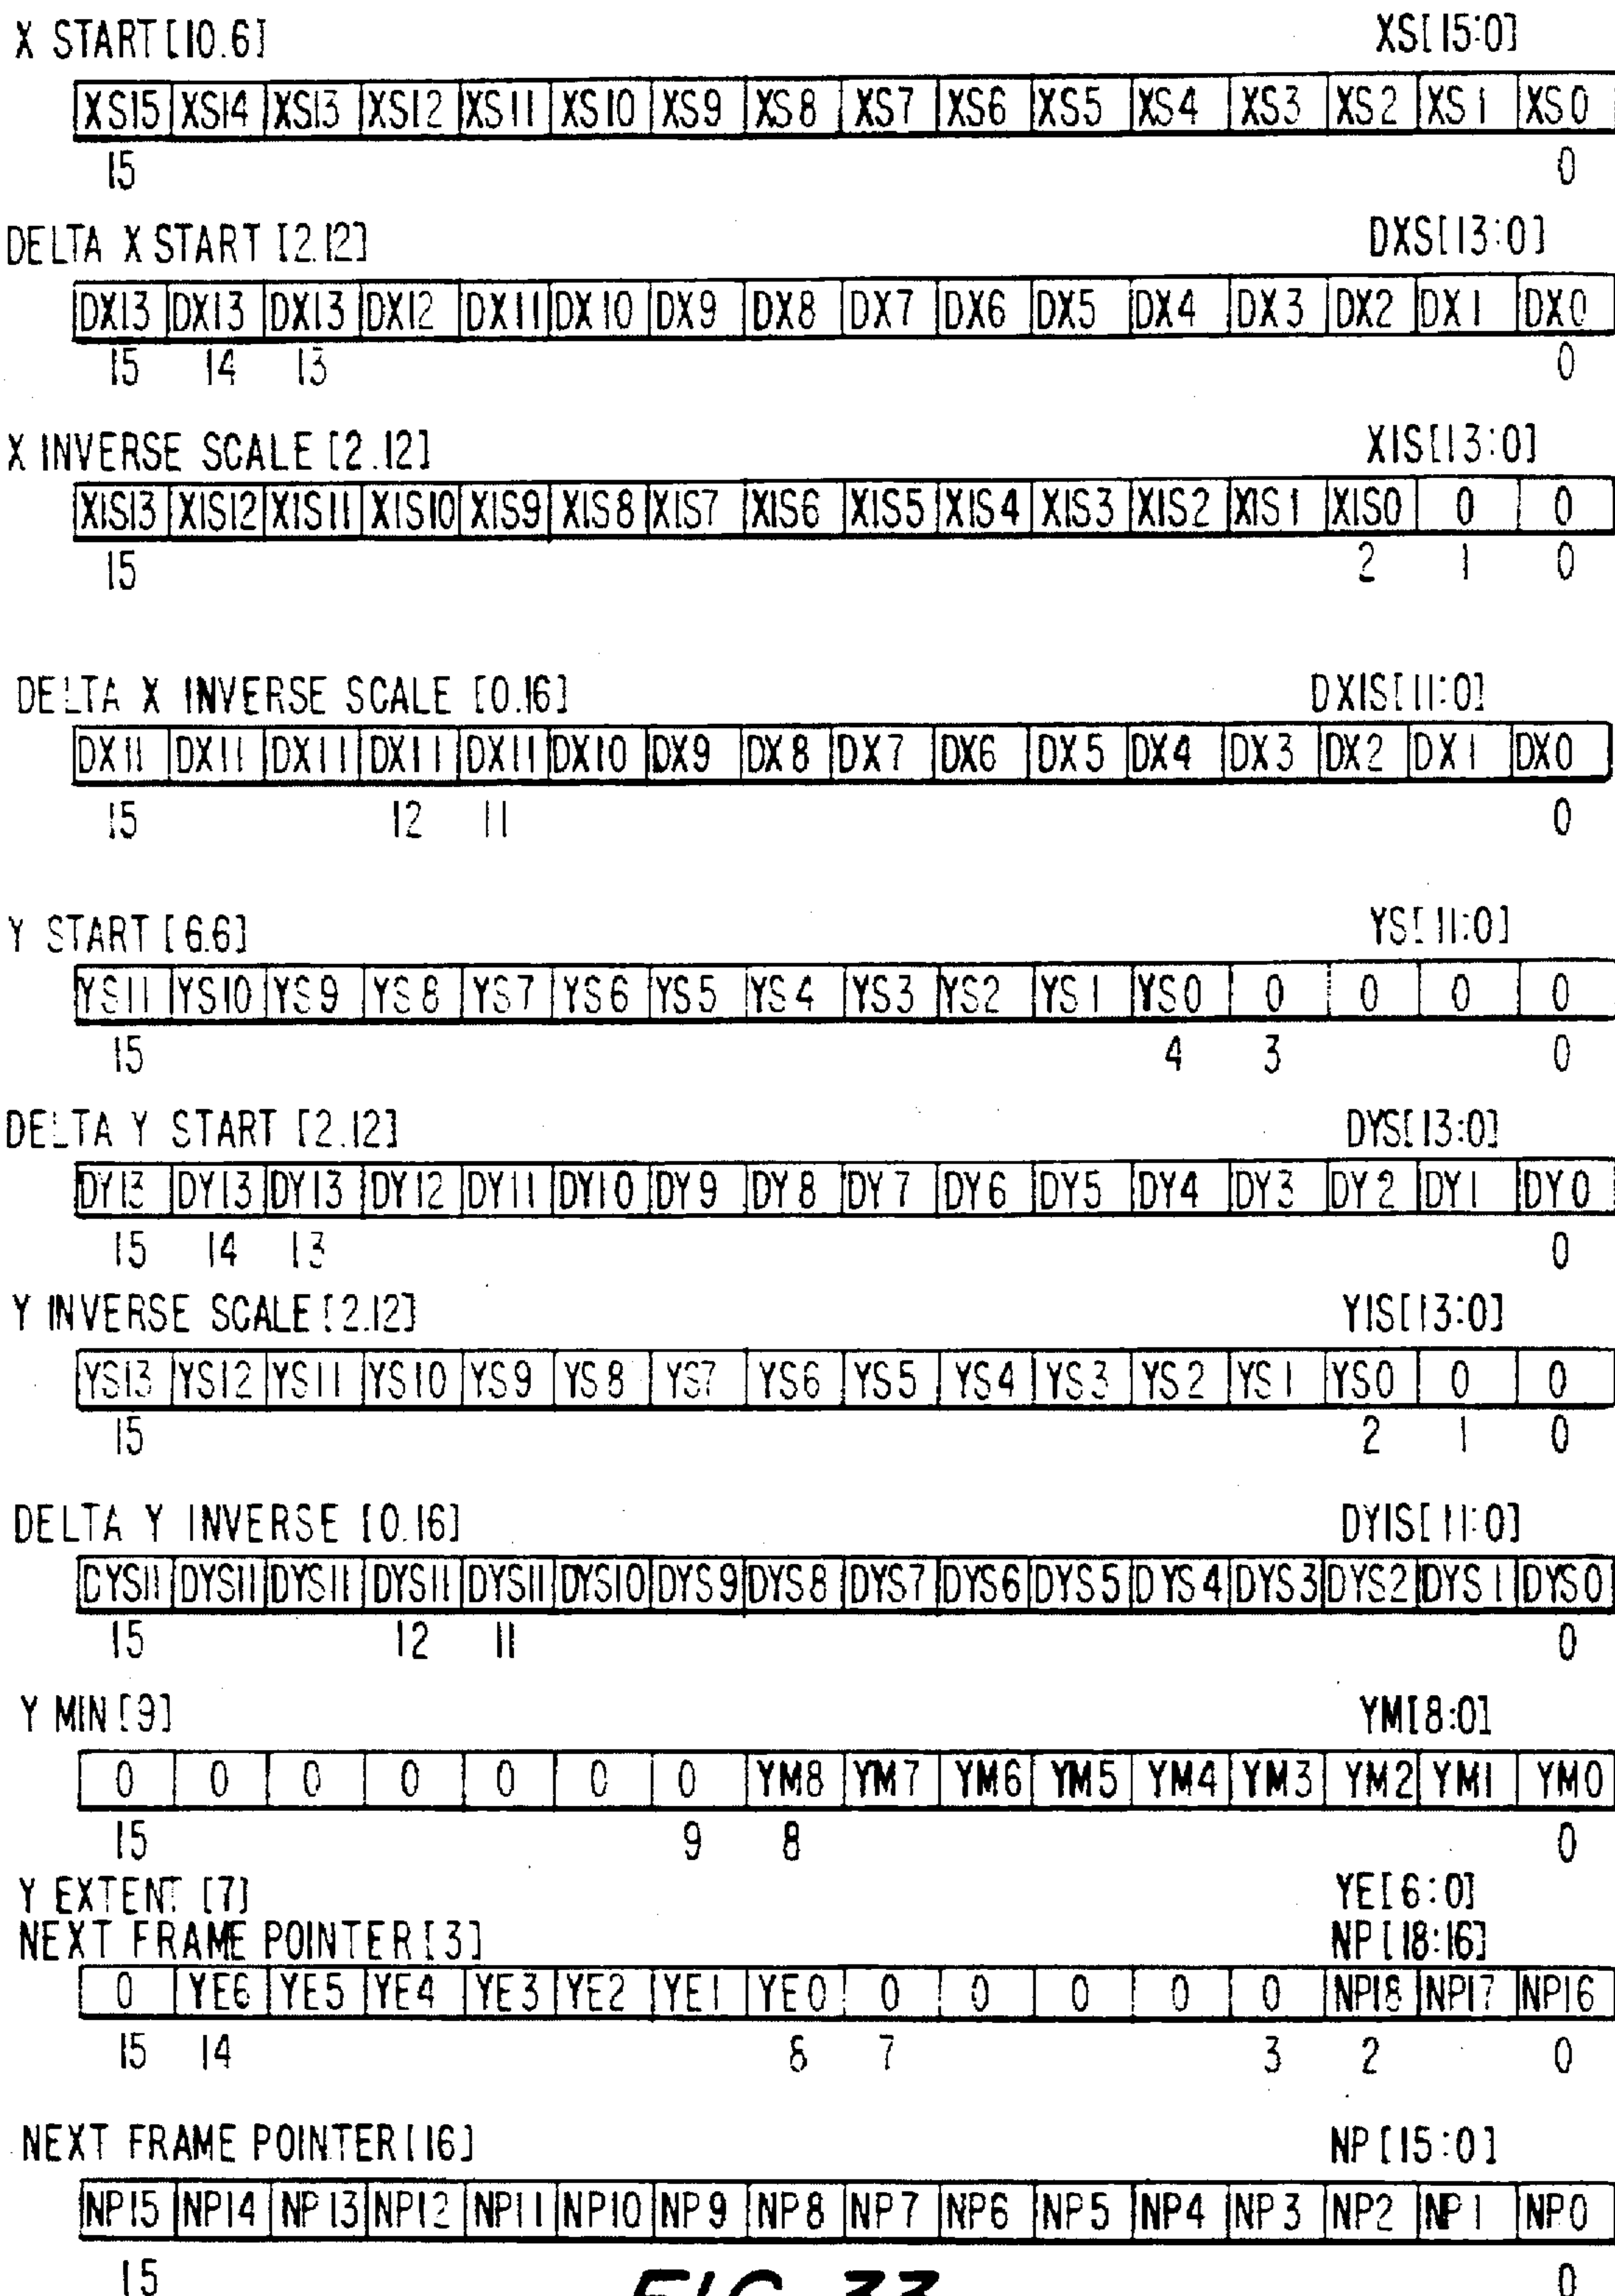 X START [10.6] XS[15:0]
XS15 XS14 XS13 XS12 XS11 XS10 XS9 XS8 XS7 XS6 XS5 XS4 XS3 XS2 XS1 XS0
15 0
DELTA X START [2.12] DXS[13:0]
DX13 DX13 DX13 DX12 DX11 DX10 DX9 DX8 DX7 DX6 DX5 DX4 DX3 DX2 DX1 DX0
15 14 13 0
X INVERSE SCALE [2.12] XIS[13:0]
XIS13 XIS12 XIS11 XIS10 XIS9 XIS8 XIS7 XIS6 XIS5 XIS4 XIS3 XIS2 XIS1 XIS0 0 0
15 2 1 0
DELTA X INVERSE SCALE [0.16] DXIS[11:0]
DX11 DX11 DX11 DX11 DX11 DX10 DX9 DX8 DX7 DX6 DX5 DX4 DX3 DX2 DX1 DX0
15 12 11 0
Y START [6.6] YS[11:0]
YS11 YS10 YS9 YS8 YS7 YS6 YS5 YS4 YS3 YS2 YS1 YS0 0 0 0 0
15 4 3 0
DELTA Y START [2.12] DYS[13:0]
DY13 DY13 DY13 DY12 DY11 DY10 DY9 DY8 DY7 DY6 DY5 DY4 DY3 DY2 DY1 DY0
15 14 13 0
Y INVERSE SCALE [2.12] YIS[13:0]
YS13 YS12 YS11 YS10 YS9 YS8 YS7 YS6 YS5 YS4 YS3 YS2 YS1 YS0 0 0
15 2 1 0
DELTA Y INVERSE [0.16] DYIS[11:0]
DYS11 DYS11 DYS11 DYS11 DYS11 DYS10 DYS9 DYS8 DYS7 DYS6 DYS5 DYS4 DYS3 DYS2 DYS1 DYS0
15 12 11 0
Y MIN [9] YM[8:0]
0 0 0 0 0 0 0 YM8 YM7 YM6 YM5 YM4 YM3 YM2 YM1 YM0
15 9 8 0
Y EXTENT [7] YE[6:0]
NEXT FRAME POINTER [3] NP[18:16]
0 YE6 YE5 YE4 YE3 YE2 YE1 YE0 0 0 0 0 0 NP18 NP17 NP16
15 14 8 7 3 2 0
NEXT FRAME POINTER [16] NP[15:0]
NP15 NP14 NP13 NP12 NP11 NP10 NP9 NP8 NP7 NP6 NP5 NP4 NP3 NP2 NP1 NP0
15 0
FIG. 33